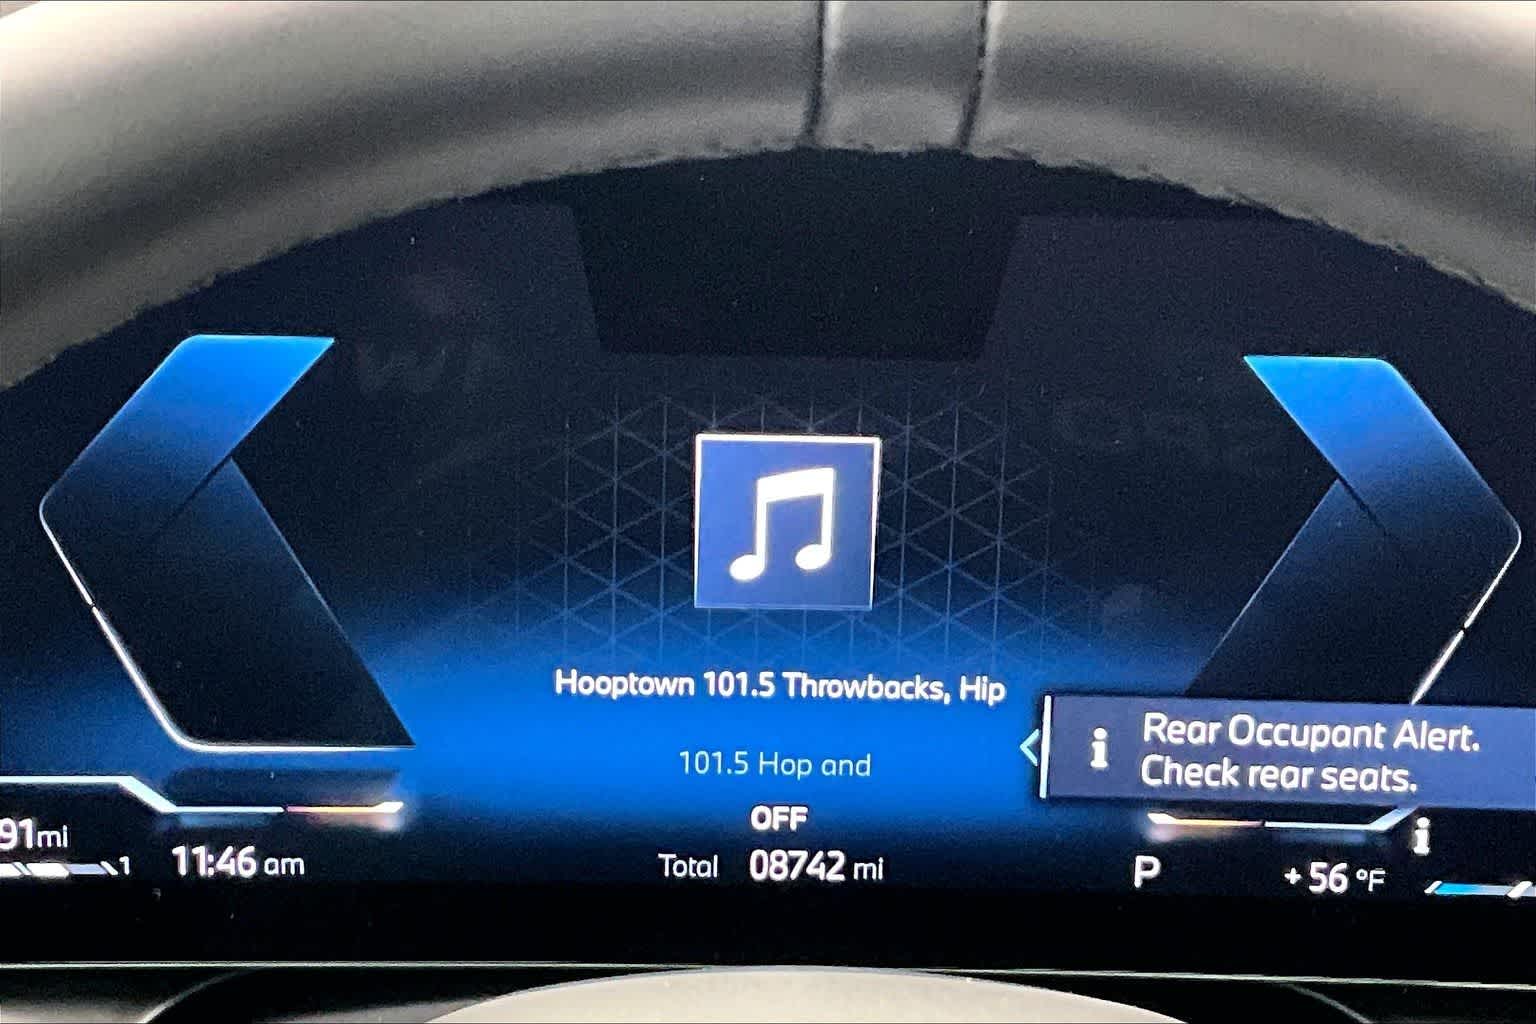 Hooptown 101.5 Throwbacks, Hip
101.5 Hop and
Rear Occupant Alert.
Check rear seats.
OFF
91mi
1
11:46 am
Total 08742 mi
P
+56 °F